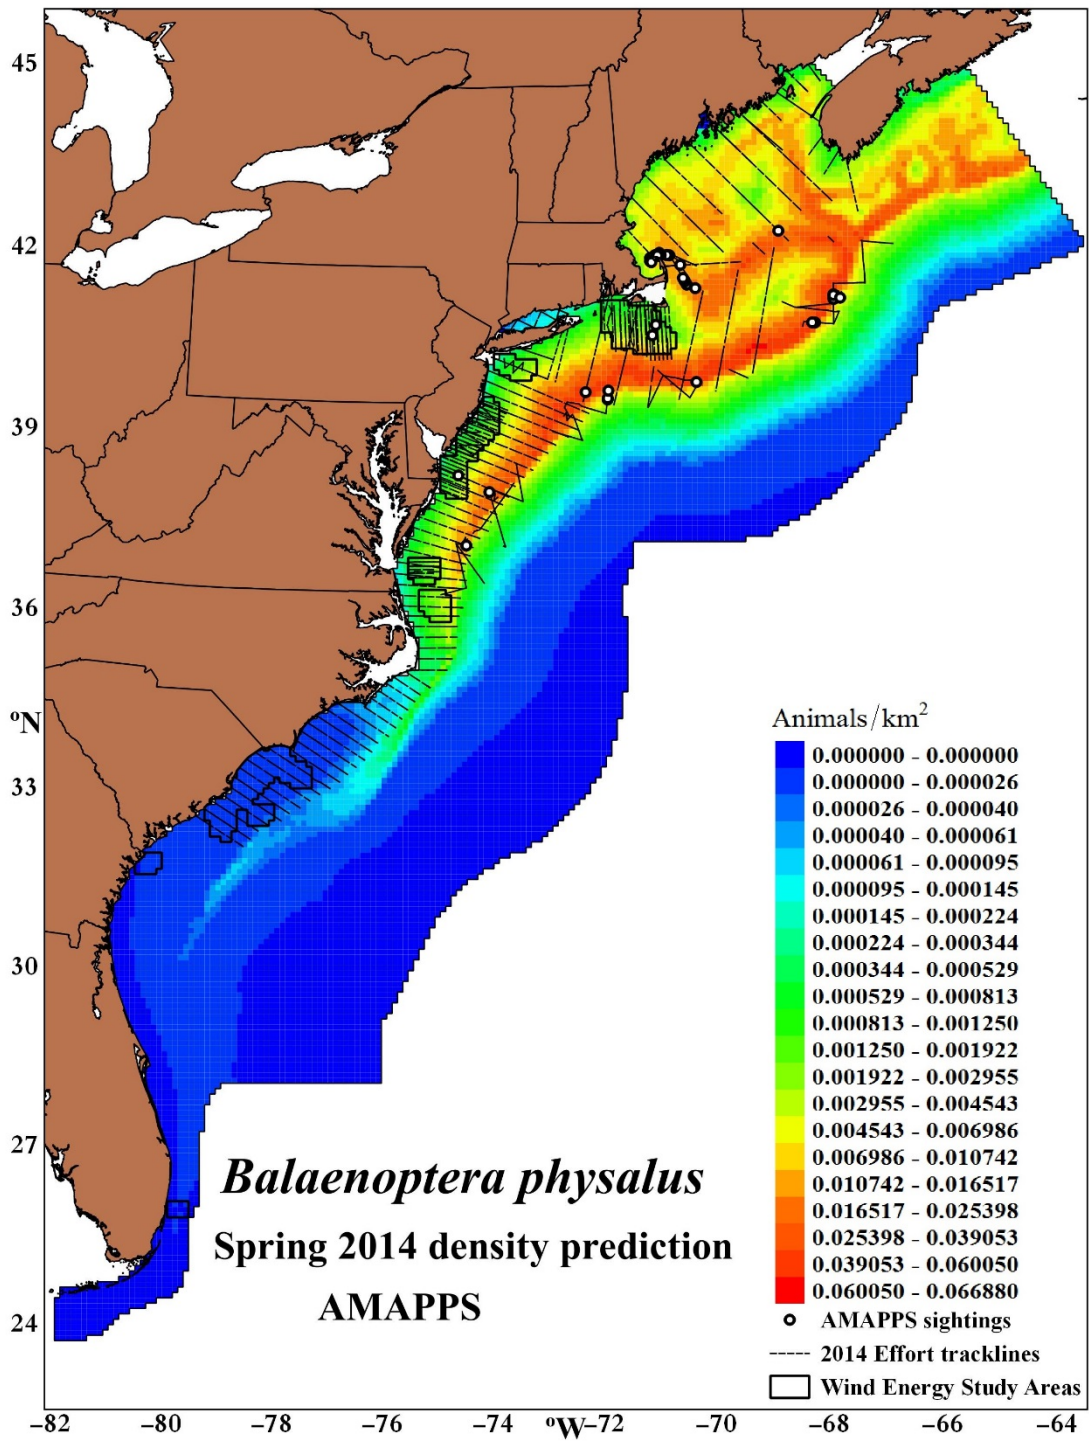 45
42
39
36
ºN
33
30
27
24
Animals/km²
0.000000 - 0.000000
0.000000 - 0.000026
0.000026 - 0.000040
0.000040 - 0.000061
0.000061 - 0.000095
0.000095 - 0.000145
0.000145 - 0.000224
0.000224 - 0.000344
0.000344 - 0.000529
0.000529 - 0.000813
0.000813 - 0.001250
0.001250 - 0.001922
0.001922 - 0.002955
0.002955 - 0.004543
0.004543 - 0.006986
0.006986 - 0.010742
0.010742 - 0.016517
0.016517 - 0.025398
0.025398 - 0.039053
0.039053 - 0.060050
0.060050 - 0.066880
AMAPPS sightings
2014 Effort tracklines
Wind Energy Study Areas
Balaenoptera physalus
Spring 2014 density prediction
AMAPPS
-82 -80 -78 -76 -74 ºW -72 -70 -68 -66 -64